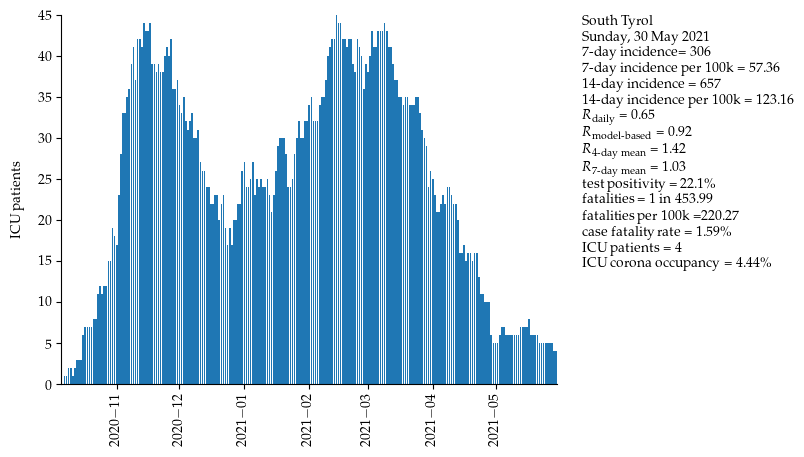 45
40
35
30
25
20
15
10
5
0
ICU patients
2020−11
2020−12
2021−01
2021−02
2021−03
2021−04
2021−05
South Tyrol
Sunday, 30 May 2021
7-day incidence= 306
7-day incidence per 100k = 57.36
14-day incidence = 657
14-day incidence per 100k = 123.16
Rdaily = 0.65
Rmodel-based = 0.92
R4-day mean = 1.42
R7-day mean = 1.03
test positivity = 22.1%
fatalities = 1 in 453.99
fatalities per 100k =220.27
case fatality rate = 1.59%
ICU patients = 4
ICU corona occupancy = 4.44%